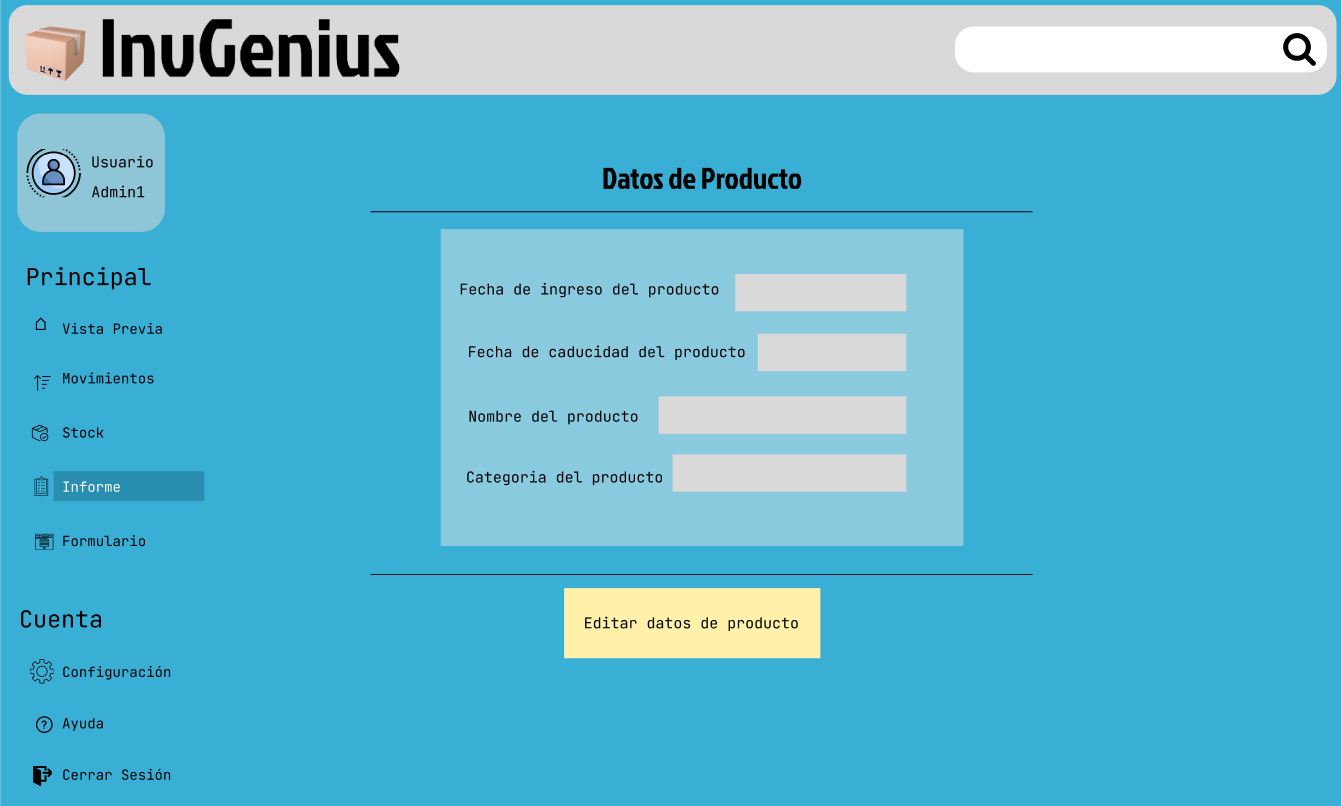 InvGenius
Usuario
Admin1
Principal
Vista Previa
Movimientos
Stock
Informe
Formulario
Cuenta
Configuración
Ayuda
Cerrar Sesión
Datos de Producto
Fecha de ingreso del producto
Fecha de caducidad del producto
Nombre del producto
Categoria del producto
Editar datos de producto